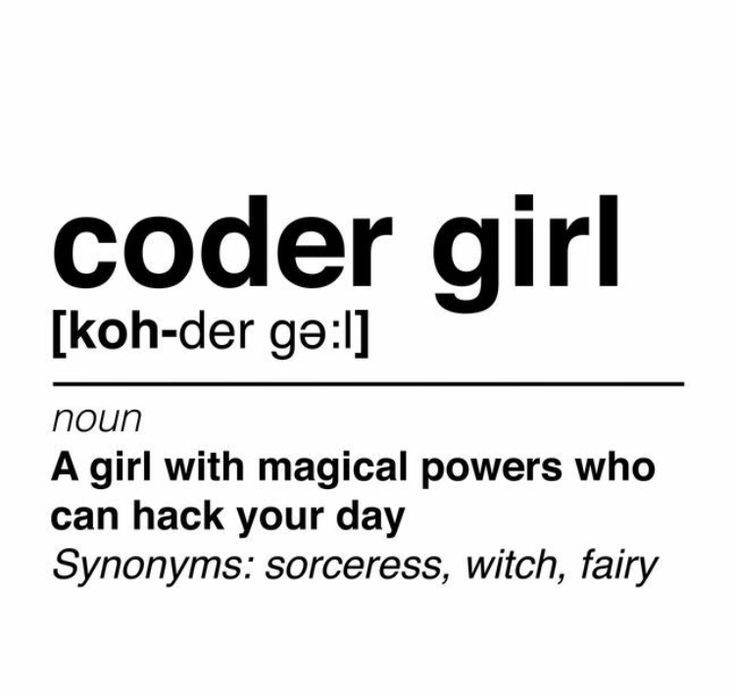 coder girl
[koh-der gə:l]
noun
A girl with magical powers who
can hack your day
Synonyms: sorceress, witch, fairy